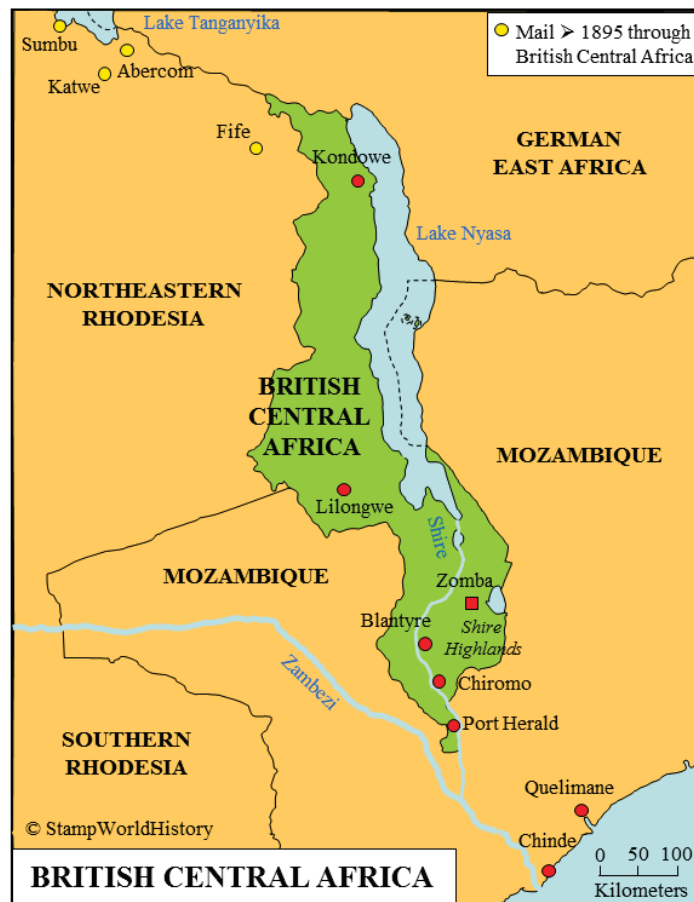 Lake Tanganyika
Mail ➢ 1895 through
British Central Africa
Sumbu
Abercorn
Katwe
Fife
GERMAN
EAST AFRICA
Kondowe
Lake Nyasa
NORTHEASTERN
RHODESIA
BRITISH
CENTRAL
AFRICA
MOZAMBIQUE
Lilongwe
Shire
MOZAMBIQUE
Zomba
Blantyre
Shire
Highlands
Zambezi
Chiromo
Port Herald
SOUTHERN
RHODESIA
Quelimane
© StampWorldHistory
Chinde
0 50 100
Kilometers
BRITISH CENTRAL AFRICA